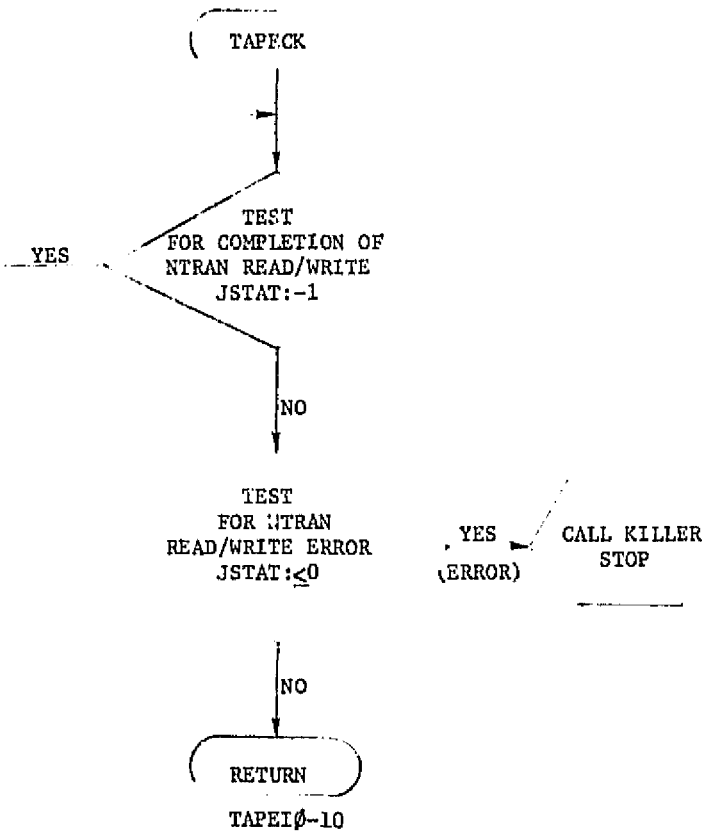 TAPECK
TEST
FOR COMPLETION OF
YES
NTRAN READ/WRITE
JSTAT:-1
NO
TEST
FOR NTRAN
READ/WRITE ERROR
JSTAT:≤0
YES
(ERROR)
CALL KILLER
STOP
NO
RETURN
TAPEIØ-10